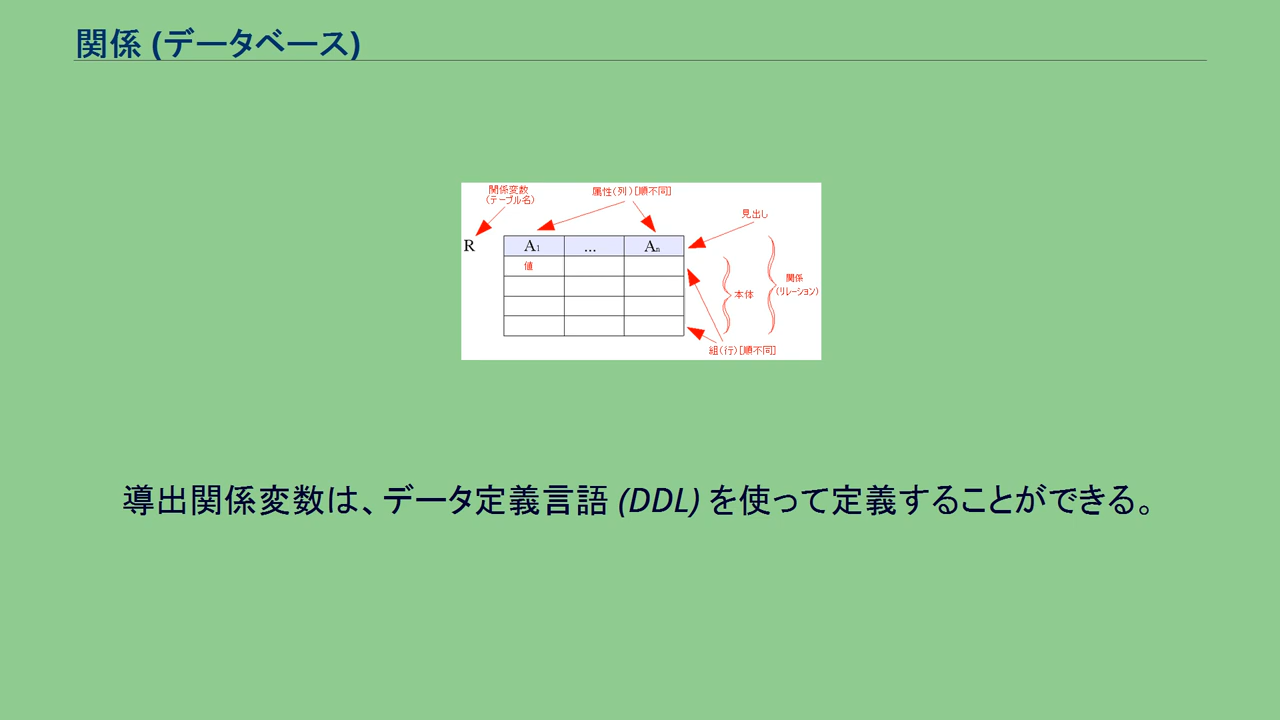 関係 (データベース)
関係変数
(テーブル名)
属性(列)[順不同]
見出し
R
A1
...
An
値
本体
関係
(リレーション)
組(行)[順不同]
導出関係変数は、データ定義言語 (DDL) を使って定義することができる。